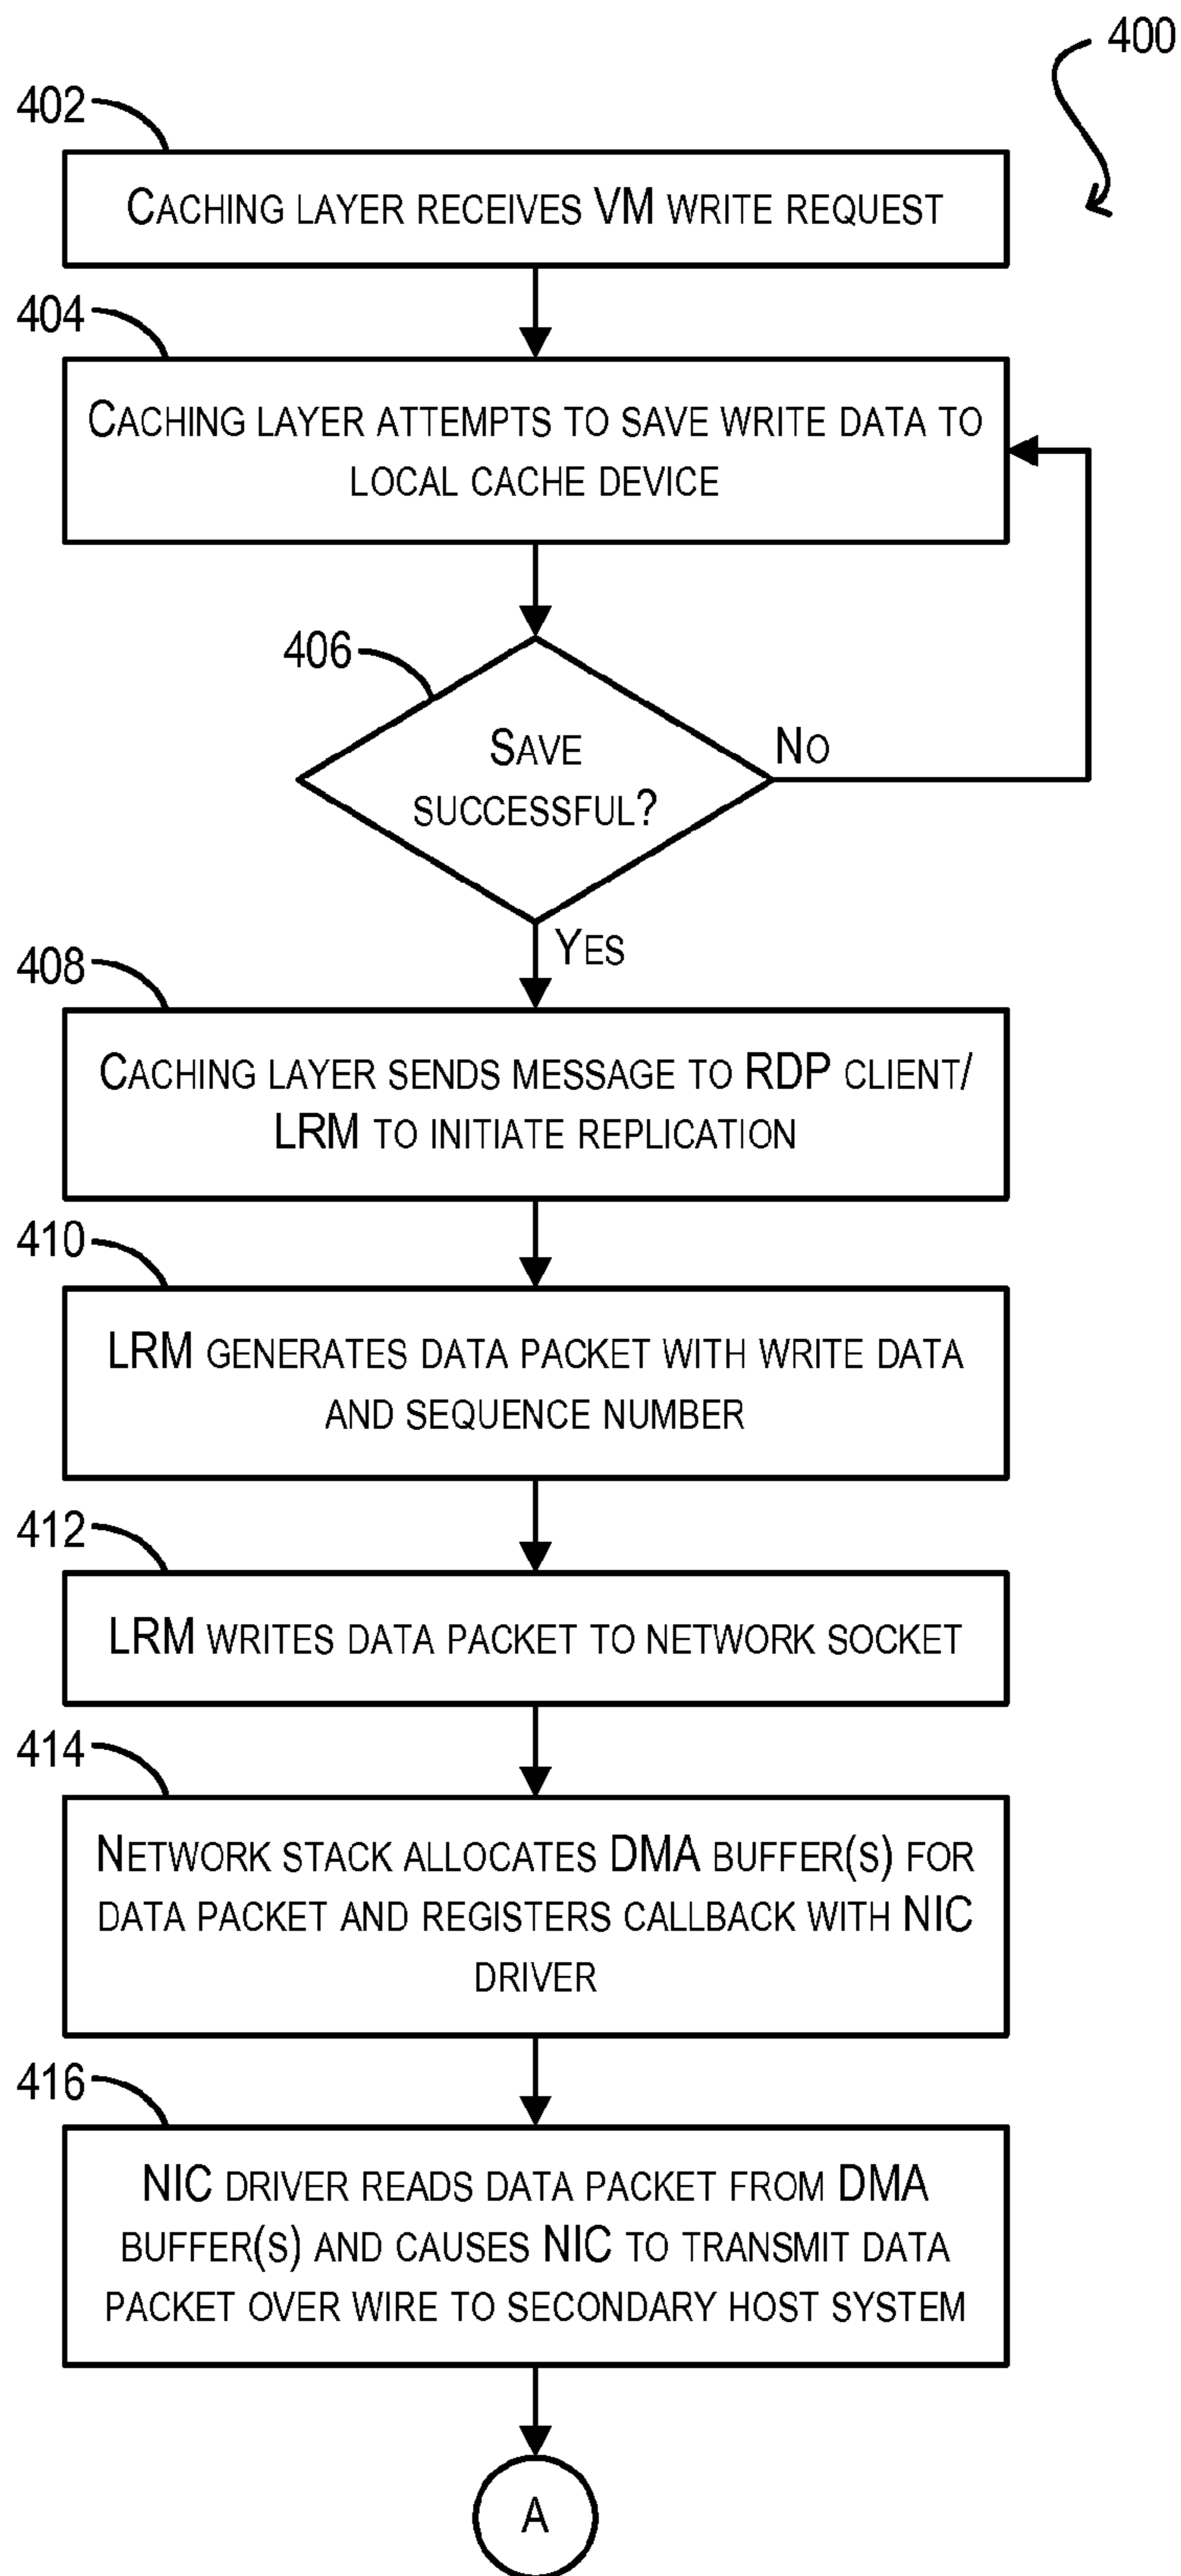 400
402
CACHING LAYER RECEIVES VM WRITE REQUEST
404
CACHING LAYER ATTEMPTS TO SAVE WRITE DATA TO
LOCAL CACHE DEVICE
406
SAVE
SUCCESSFUL?
NO
YES
408
CACHING LAYER SENDS MESSAGE TO RDP CLIENT/
LRM TO INITIATE REPLICATION
410
LRM GENERATES DATA PACKET WITH WRITE DATA
AND SEQUENCE NUMBER
412
LRM WRITES DATA PACKET TO NETWORK SOCKET
414
NETWORK STACK ALLOCATES DMA BUFFER(S) FOR
DATA PACKET AND REGISTERS CALLBACK WITH NIC
DRIVER
416
NIC DRIVER READS DATA PACKET FROM DMA
BUFFER(S) AND CAUSES NIC TO TRANSMIT DATA
PACKET OVER WIRE TO SECONDARY HOST SYSTEM
A